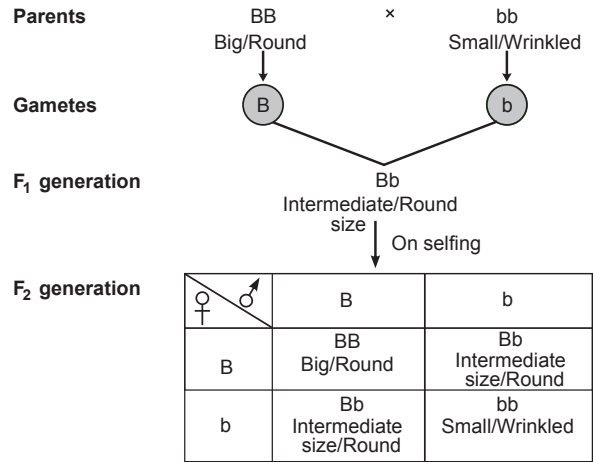 Parents BB × bb
Big/Round Small/Wrinkled
Gametes B b
F₁ generation Bb
Intermediate/Round
size
On selfing
F₂ generation
♀ ♂ B b
B BB Bb
Big/Round Intermediate
size/Round
b Bb bb
Intermediate Small/Wrinkled
size/Round